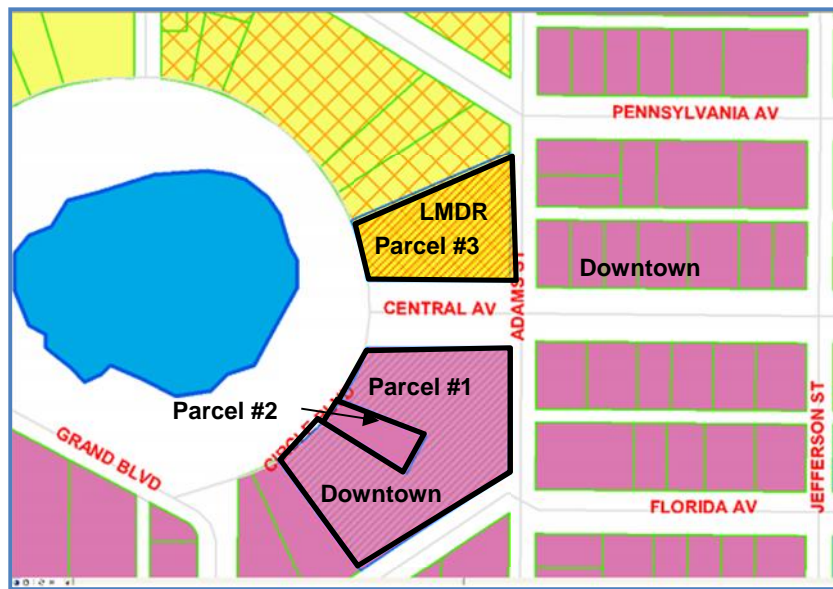 PENNSYLVANIA AV
LMDR
Parcel #3
Downtown
ADAMS ST
CENTRAL AV
Parcel #1
Parcel #2
GRAND BLVD
Downtown
FLORIDA AV
JEFFERSON ST